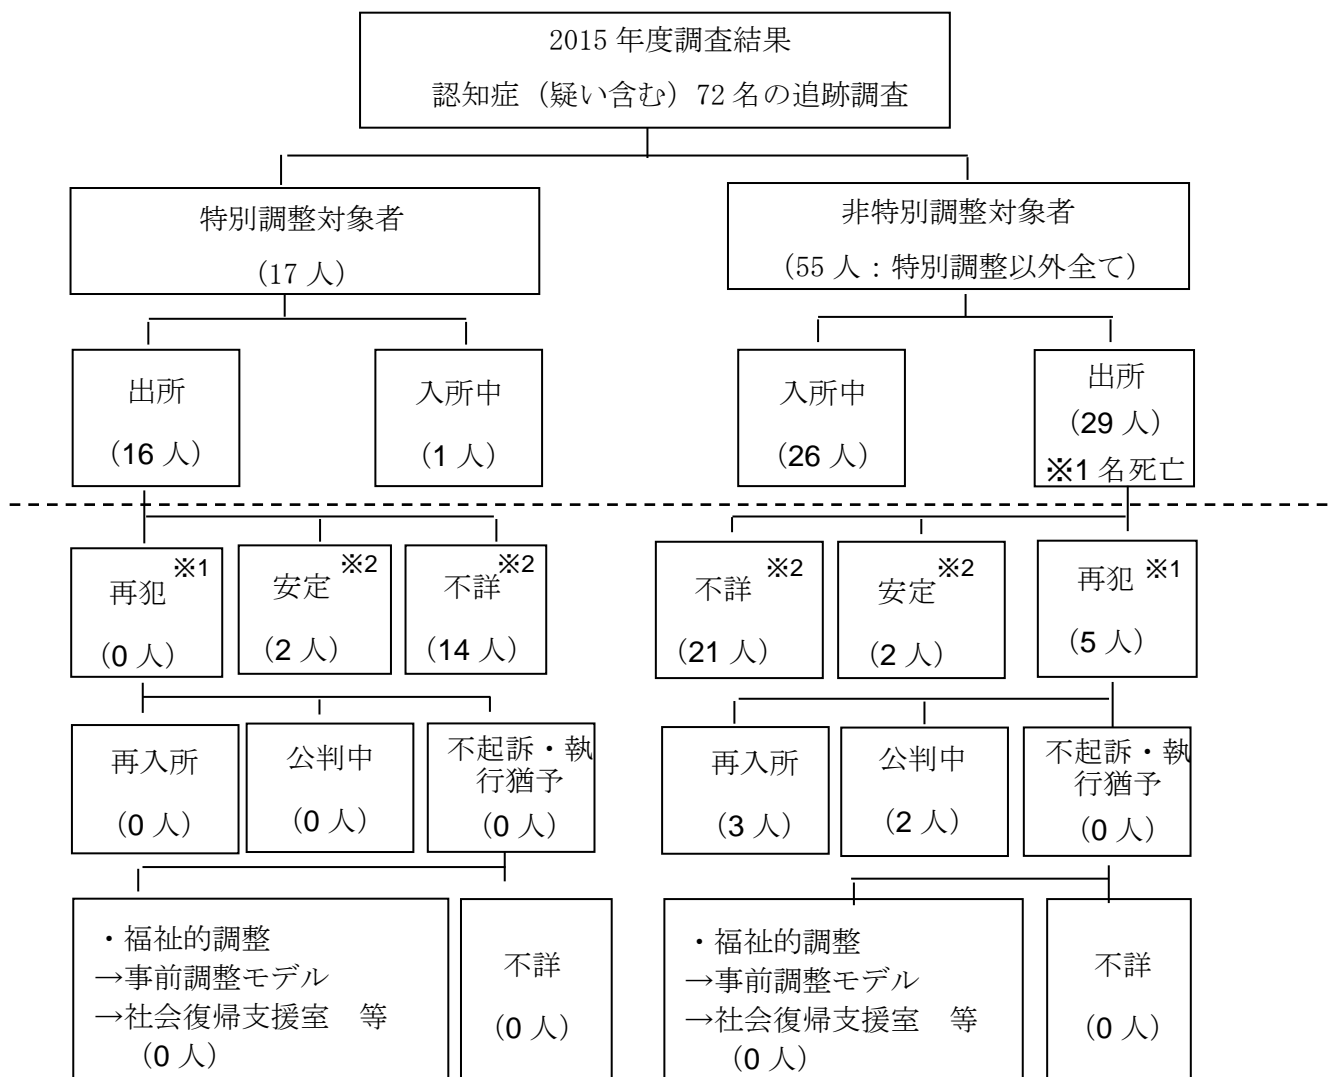 2015 年度調査結果
認知症（疑い含む）72 名の追跡調査
特別調整対象者
（17 人）
非特別調整対象者
（55 人：特別調整以外全て）
出所
（16 人）
入所中
（1 人）
入所中
（26 人）
出所
（29 人）
※1 名死亡
再犯 ※1
（0 人）
安定 ※2
（2 人）
不詳 ※2
（14 人）
不詳 ※2
（21 人）
安定 ※2
（2 人）
再犯 ※1
（5 人）
再入所
（0 人）
公判中
（0 人）
不起訴・執
行猶予
（0 人）
再入所
（3 人）
公判中
（2 人）
不起訴・執
行猶予
（0 人）
・福祉的調整
→事前調整モデル
→社会復帰支援室　等
（0 人）
不詳
（0 人）
・福祉的調整
→事前調整モデル
→社会復帰支援室　等
（0 人）
不詳
（0 人）